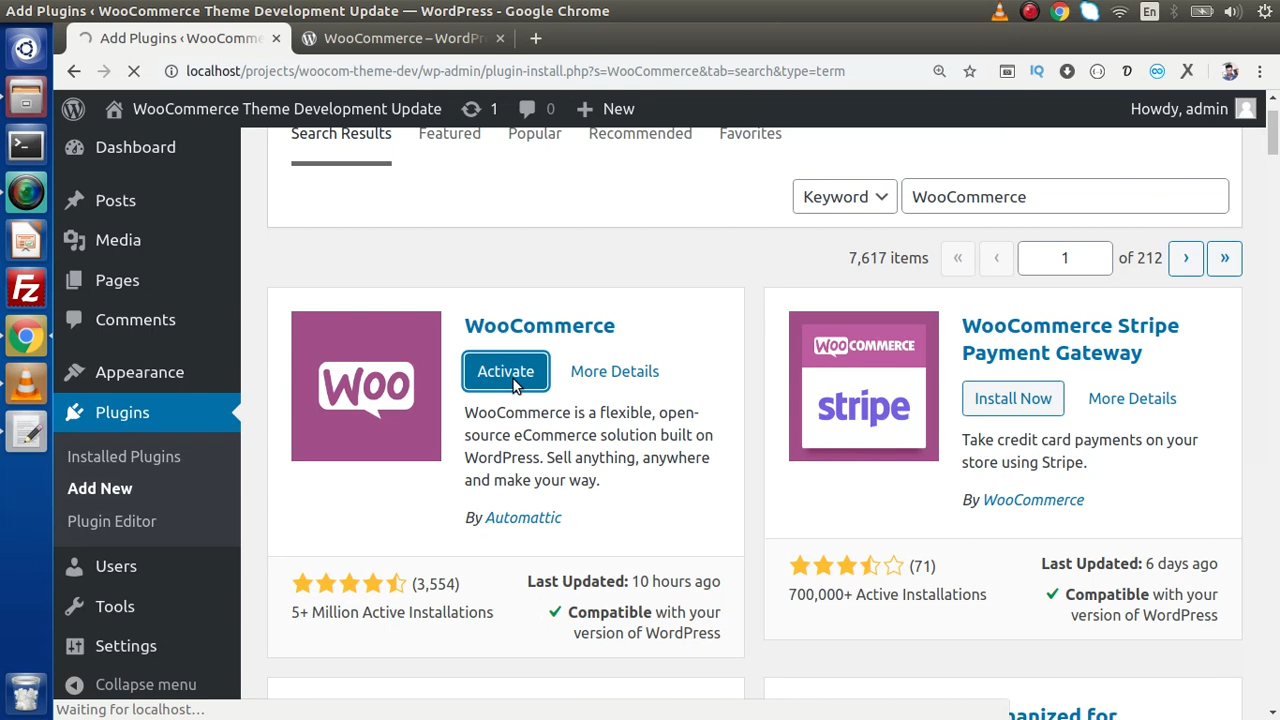 Add Plugins ‹ WooCommerce Theme Development Update — WordPress - Google Chrome
En
Add Plugins ‹ WooComme
WooCommerce – WordPr
localhost/projects/woocom-theme-dev/wp-admin/plugin-install.php?s=WooCommerce&tab=search&type=term
IQ
WooCommerce Theme Development Update
1
0
New
Howdy, admin
Dashboard
Posts
Media
Pages
Comments
Appearance
Plugins
Installed Plugins
Add New
Plugin Editor
Users
Tools
Settings
Collapse menu
Search Results
Featured
Popular
Recommended
Favorites
Keyword
WooCommerce
7,617 items
«
‹
1
of 212
›
»
WOO
WooCommerce
Activate
More Details
WooCommerce is a flexible, open-
source eCommerce solution built on
WordPress. Sell anything, anywhere
and make your way.
By Automattic
(3,554)
5+ Million Active Installations
Last Updated: 10 hours ago
Compatible with your
version of WordPress
WOOCOMMERCE
stripe
WooCommerce Stripe
Payment Gateway
Install Now
More Details
Take credit card payments on your
store using Stripe.
By WooCommerce
(71)
700,000+ Active Installations
Last Updated: 6 days ago
Compatible with your
version of WordPress
Waiting for localhost…